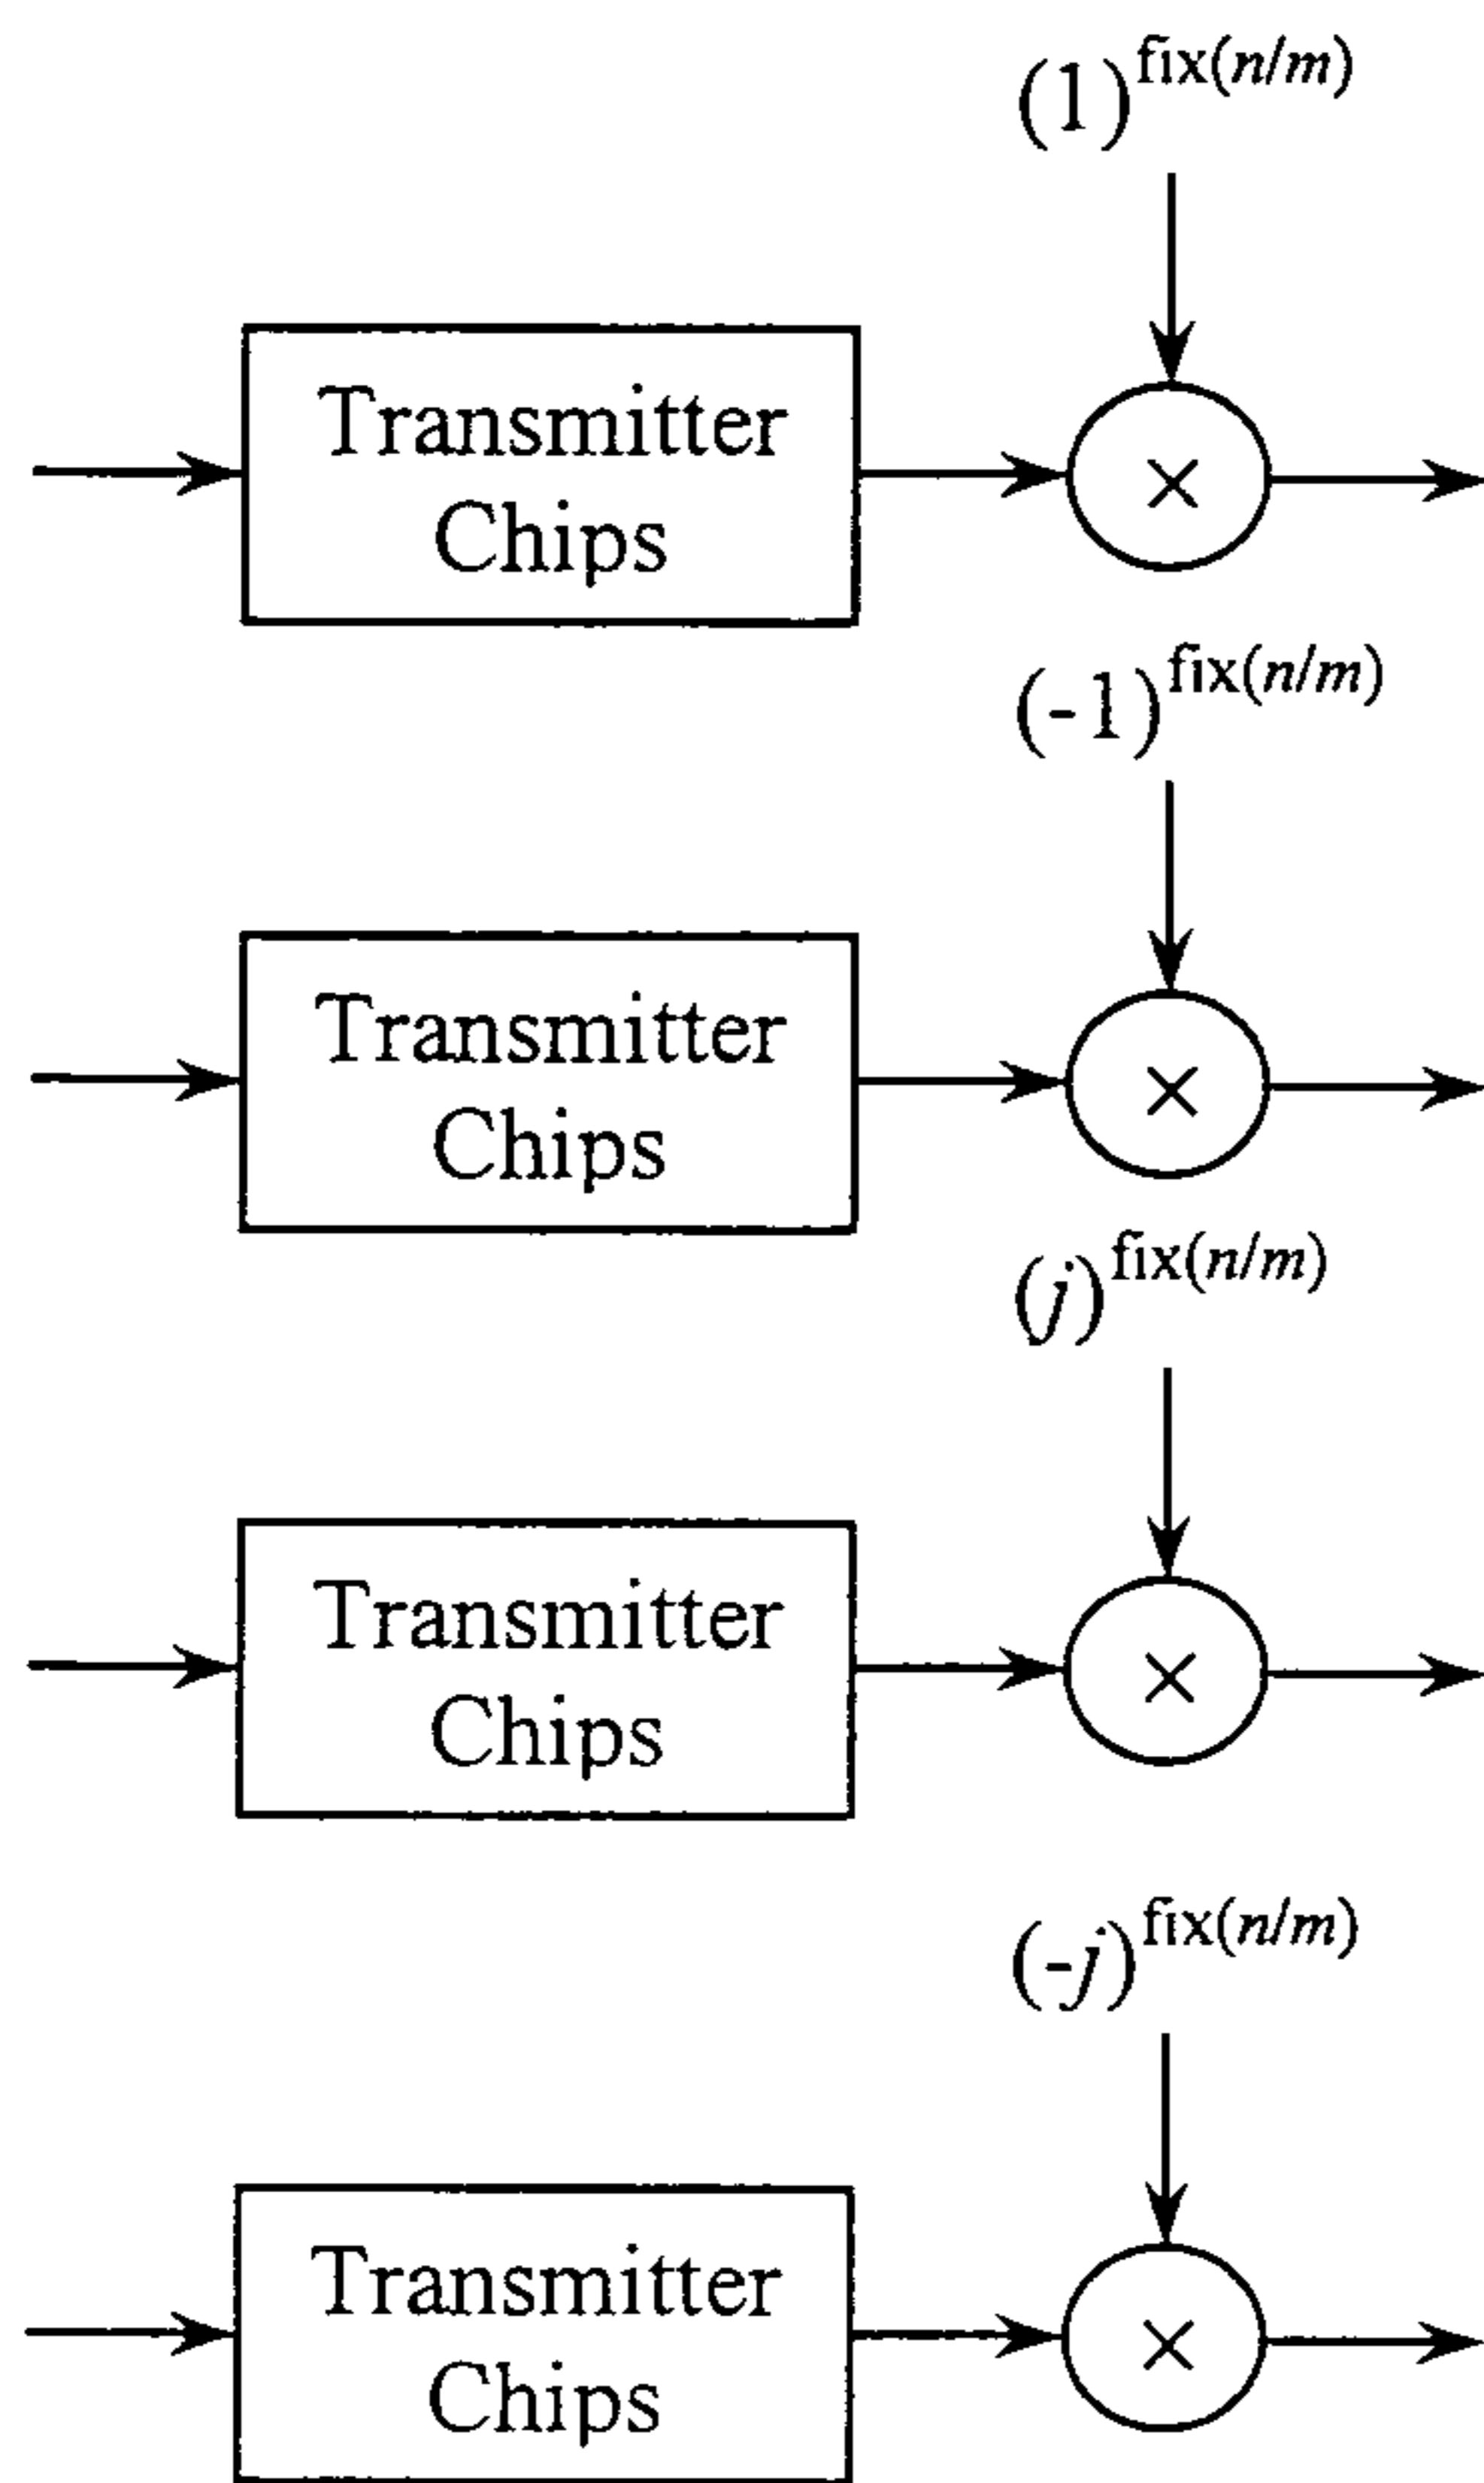 (1)^fix(n/m)
Transmitter
Chips
×
(-1)^fix(n/m)
Transmitter
Chips
×
(j)^fix(n/m)
Transmitter
Chips
×
(-j)^fix(n/m)
Transmitter
Chips
×